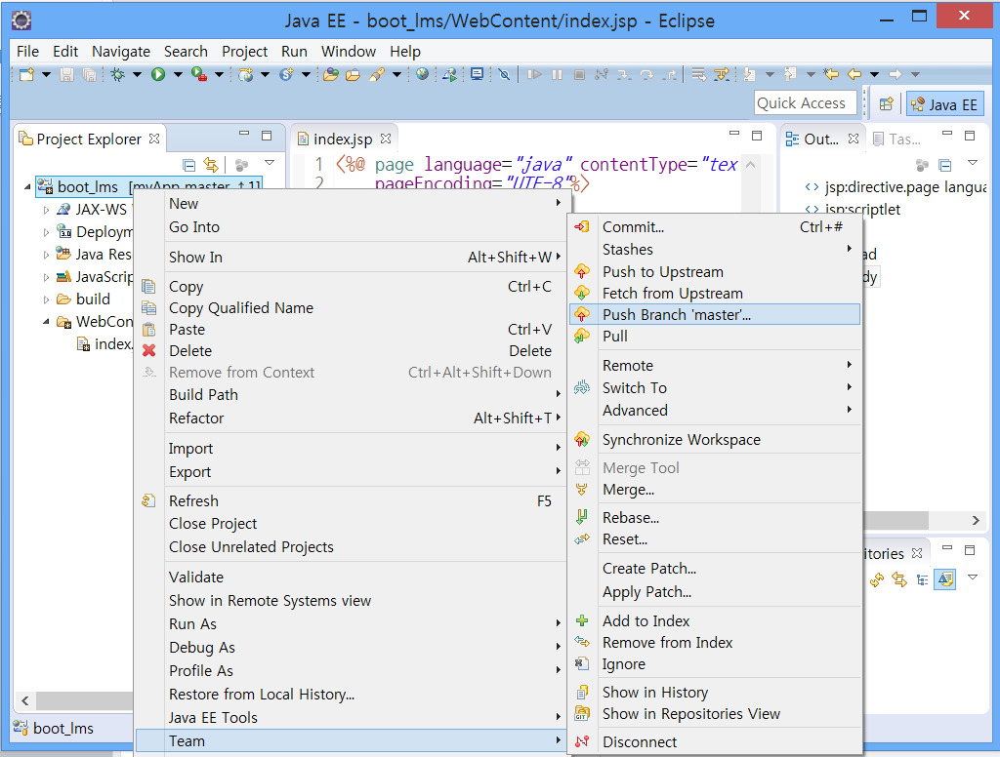 Java EE - boot_lms/WebContent/index.jsp - Eclipse
File Edit Navigate Search Project Run Window Help
Quick Access
Java EE
Project Explorer
index.jsp
Out...
Tas...
1 <%@ page language="java" contentType="tex
2 pageEncoding="UTF-8"%>
boot_lms [myApp master ↑1]
JAX-WS
Deploym
Java Res
JavaScrip
build
WebCon
index.
jsp:directive.page langua
jsp:scriptlet
ad
dy
itories
New
Go Into
Show In Alt+Shift+W
Copy Ctrl+C
Copy Qualified Name
Paste Ctrl+V
Delete Delete
Remove from Context Ctrl+Alt+Shift+Down
Build Path
Refactor Alt+Shift+T
Import
Export
Refresh F5
Close Project
Close Unrelated Projects
Validate
Show in Remote Systems view
Run As
Debug As
Profile As
Restore from Local History...
Java EE Tools
Team
Commit... Ctrl+#
Stashes
Push to Upstream
Fetch from Upstream
Push Branch 'master'...
Pull
Remote
Switch To
Advanced
Synchronize Workspace
Merge Tool
Merge...
Rebase...
Reset...
Create Patch...
Apply Patch...
Add to Index
Remove from Index
Ignore
Show in History
Show in Repositories View
Disconnect
boot_lms